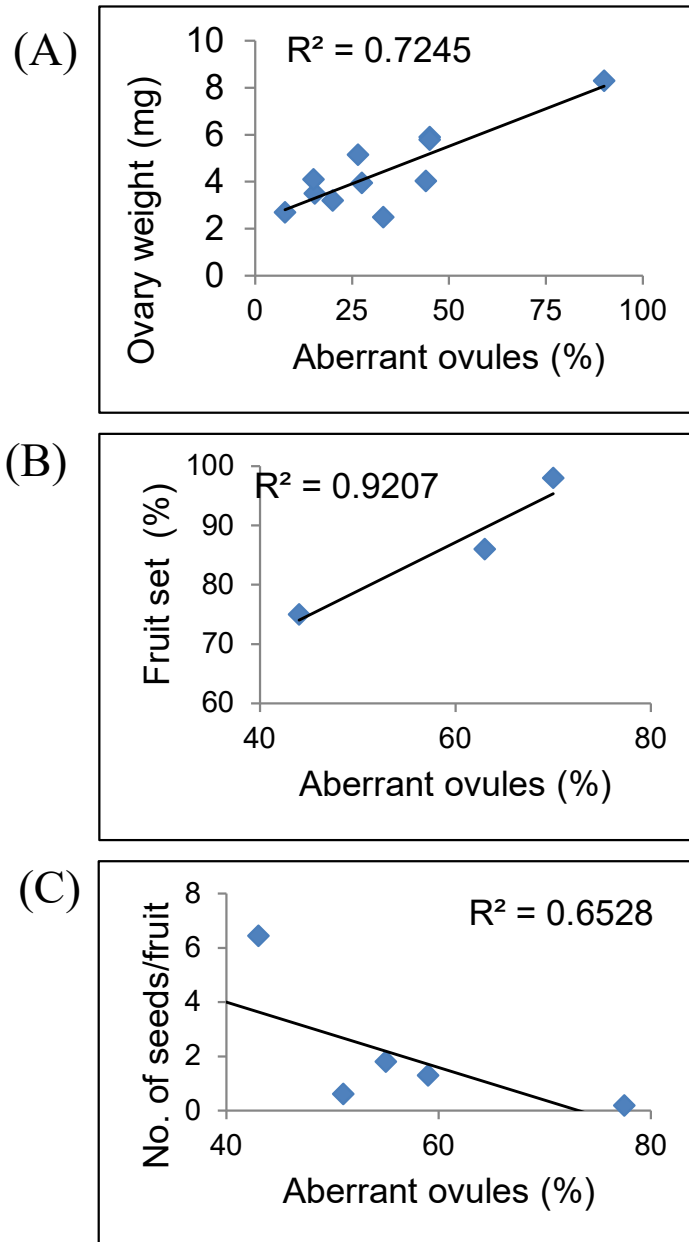 (A)
R² = 0.7245
Ovary weight (mg)
10
8
6
4
2
0
0 25 50 75 100
Aberrant ovules (%)
(B)
R² = 0.9207
Fruit set (%)
100
90
80
70
60
40 60 80
Aberrant ovules (%)
(C)
R² = 0.6528
No. of seeds/fruit
8
6
4
2
0
40 60 80
Aberrant ovules (%)